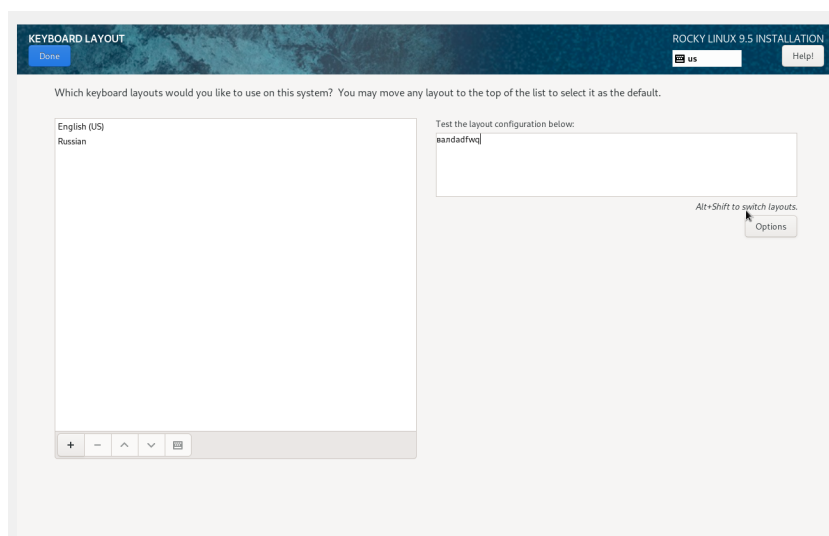 KEYBOARD LAYOUT
ROCKY LINUX 9.5 INSTALLATION
Done
us
Help!
Which keyboard layouts would you like to use on this system? You may move any layout to the top of the list to select it as the default.
English (US)
Russian
Test the layout configuration below:
валdadfwq
Alt+Shift to switch layouts.
Options